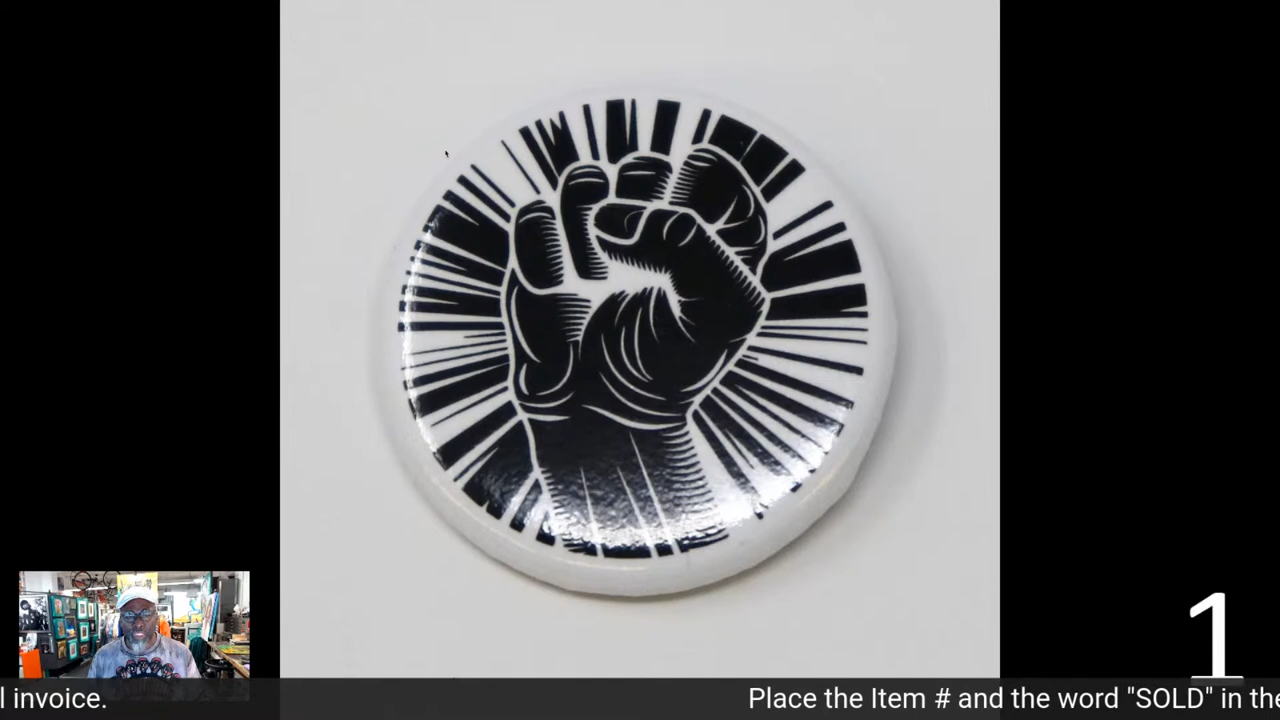 1
l invoice. Place the Item # and the word "SOLD" in the